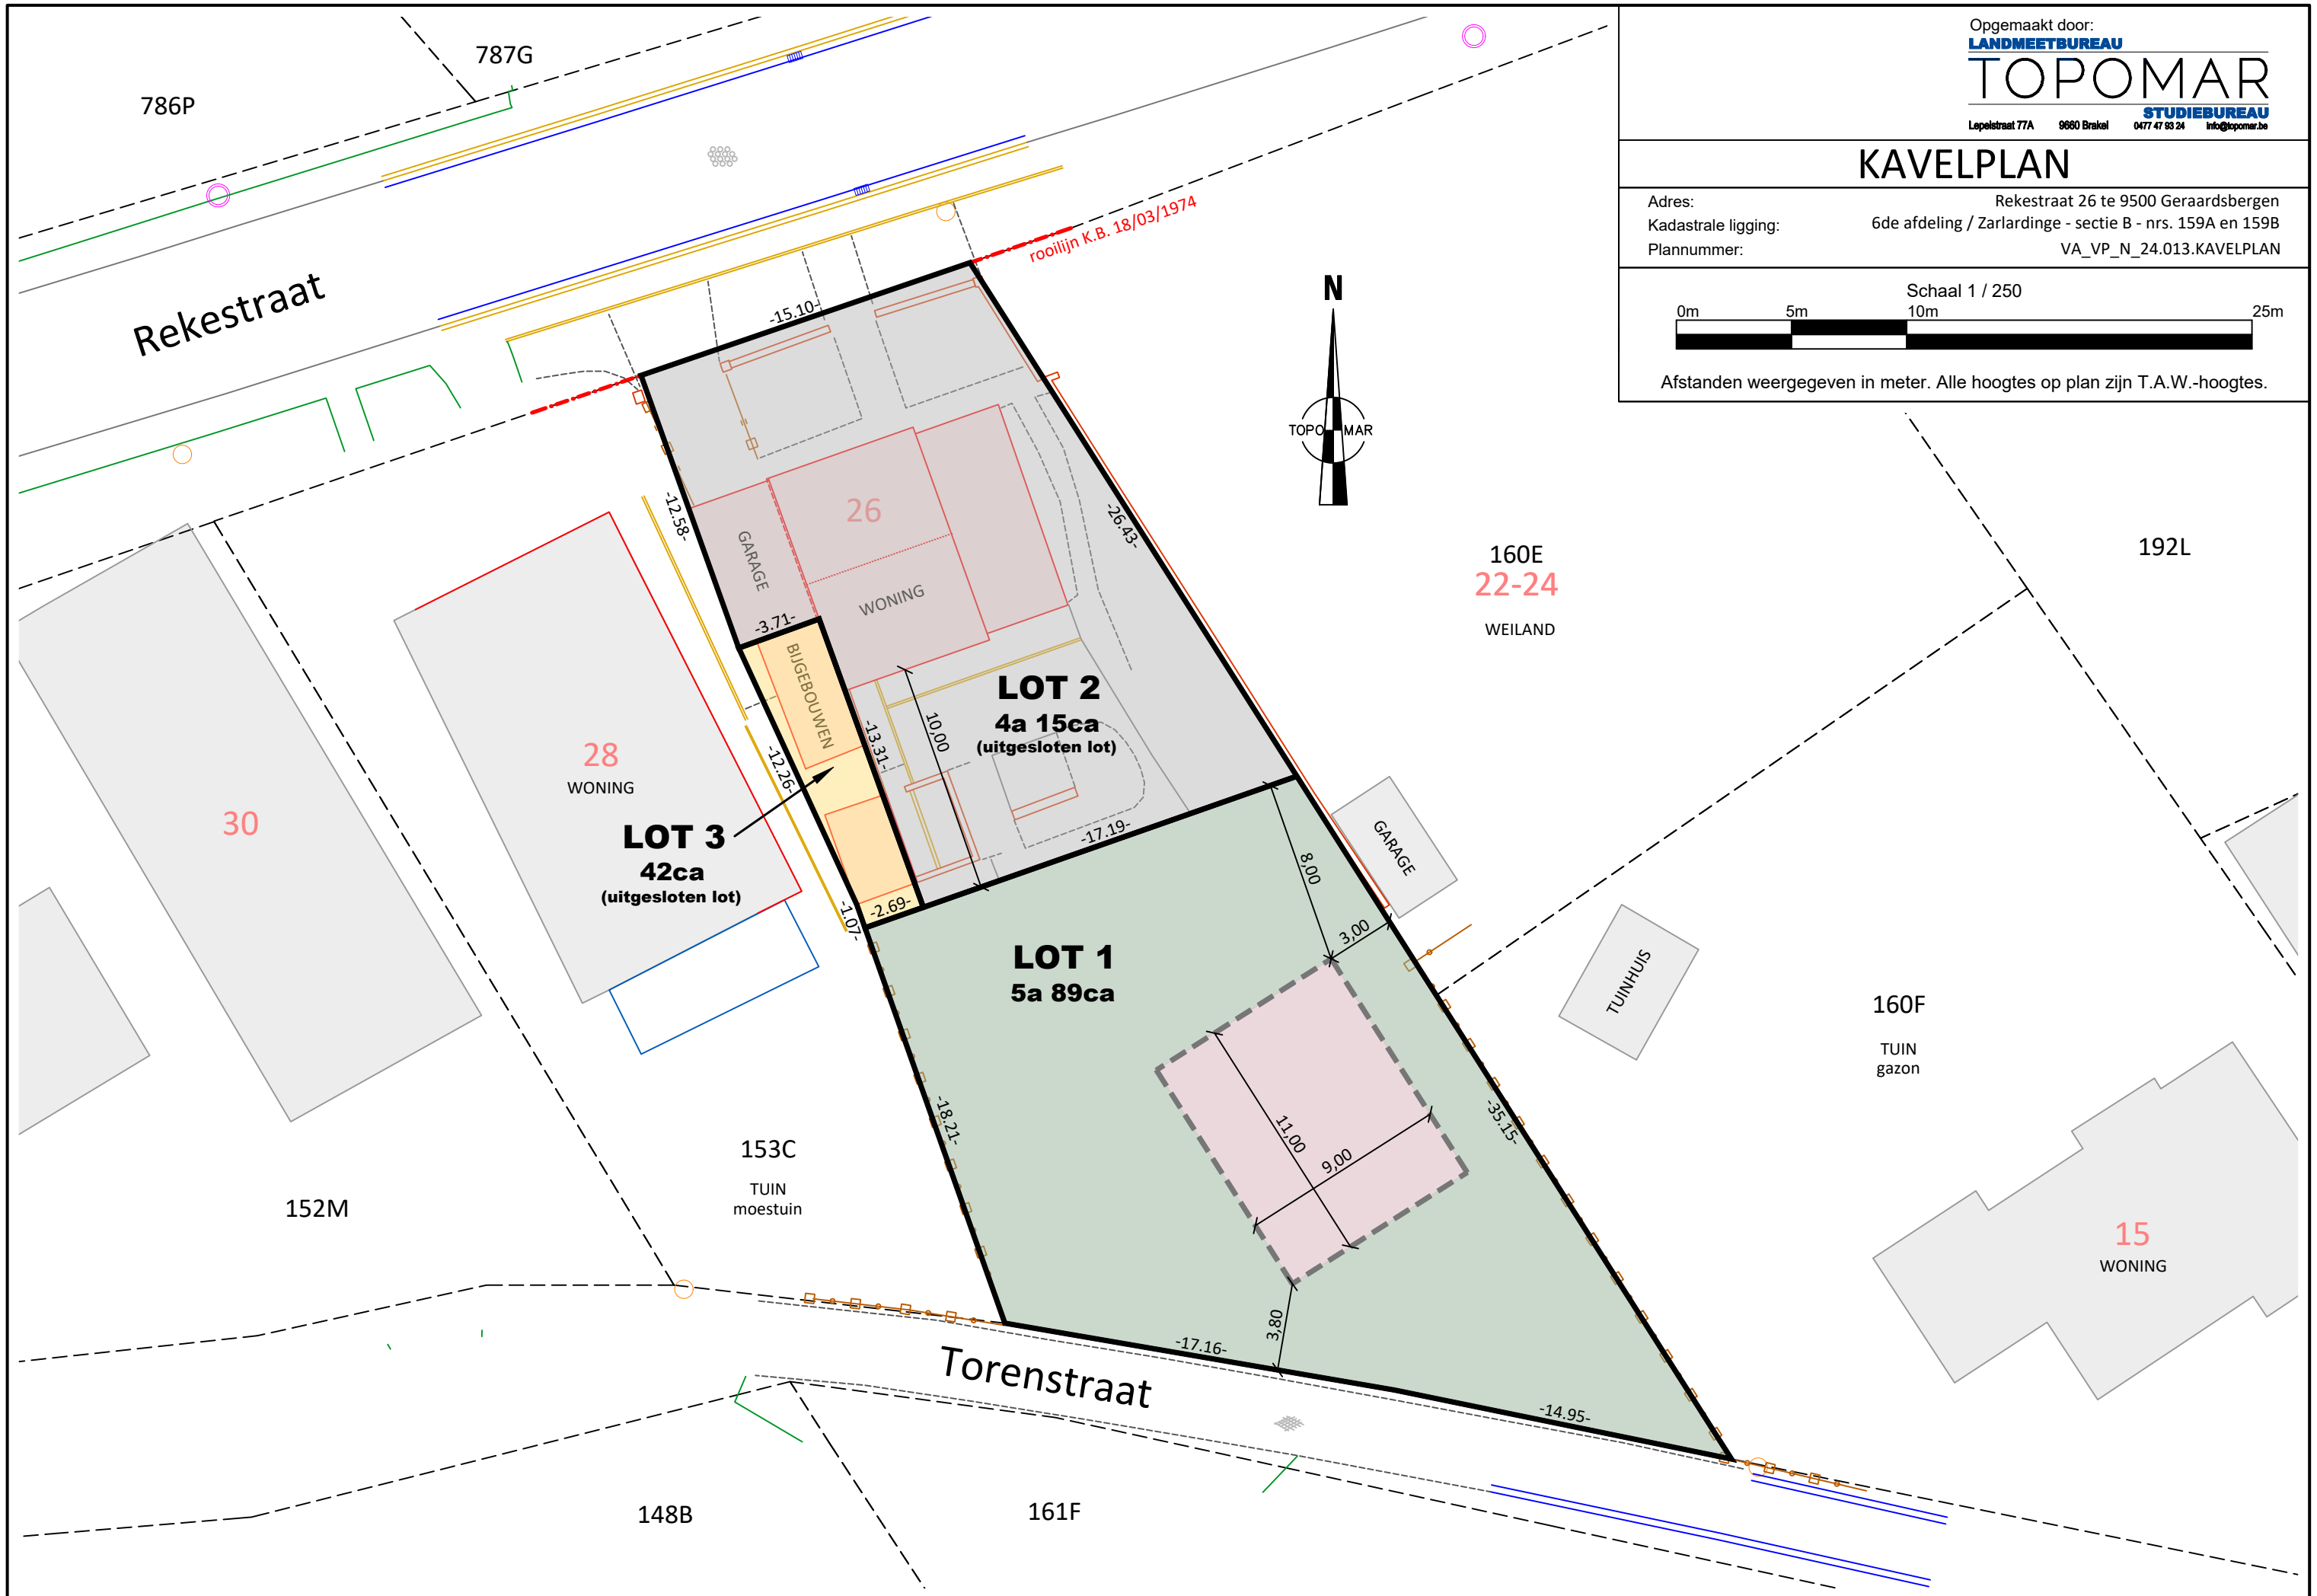 Opgemaakt door:
LANDMEETBUREAU
TOPOMAR
STUDIEBUREAU
Lepelstraat 77A 9660 Brakel 0477 47 93 24 info@topomar.be
KAVELPLAN
Adres: Rekestraat 26 te 9500 Geraardsbergen
Kadastrale ligging: 6de afdeling / Zarlardinge - sectie B - nrs. 159A en 159B
Plannummer: VA_VP_N_24.013.KAVELPLAN
Schaal 1 / 250
0m 5m 10m 25m
Afstanden weergegeven in meter. Alle hoogtes op plan zijn T.A.W.-hoogtes.
787G
786P
Rekestraat
rooilijn K.B. 18/03/1974
N
TOPO MAR
-15.10-
-12.58-
-26.43-
26
GARAGE
WONING
-3.71-
BIJGEBOUWEN
160E
22-24
WEILAND
192L
LOT 2
4a 15ca
(uitgesloten lot)
10,00
-13.31-
-12.26-
28
WONING
30
LOT 3
42ca
(uitgesloten lot)
-17.19-
-2.69-
-1.07-
GARAGE
8,00
3,00
LOT 1
5a 89ca
TUINHUIS
160F
TUIN
gazon
-18.21-
11,00
9,00
-35.15-
153C
TUIN
moestuin
152M
15
WONING
3,80
-17.16-
-14.95-
Torenstraat
148B
161F